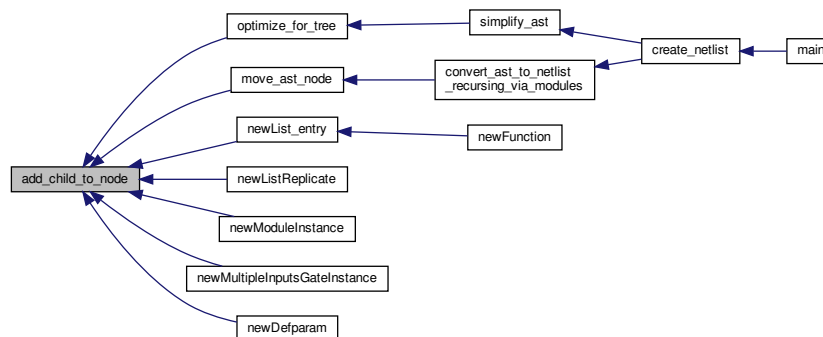 optimize_for_tree
simplify_ast
create_netlist
main
move_ast_node
convert_ast_to_netlist
_recursing_via_modules
newList_entry
newFunction
add_child_to_node
newListReplicate
newModuleInstance
newMultipleInputsGateInstance
newDefparam